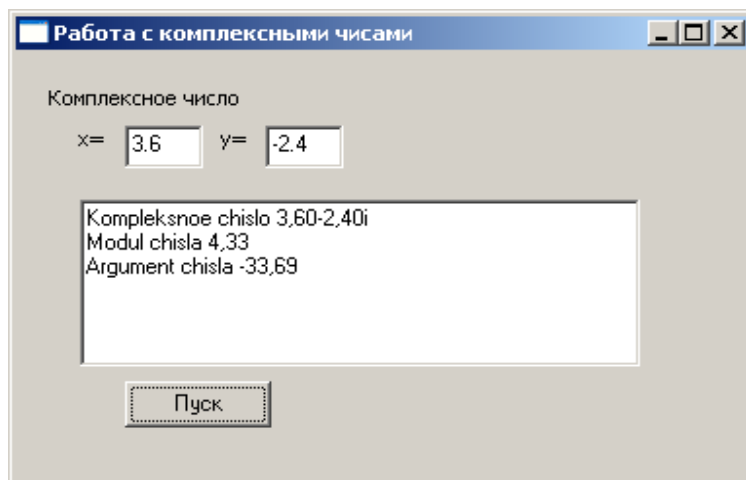 Работа с комплексными чисами
Комплексное число
x= 3.6 y= -2.4
Kompleksnoe chislo 3,60-2,40i
Modul chisla 4,33
Argument chisla -33,69
Пуск